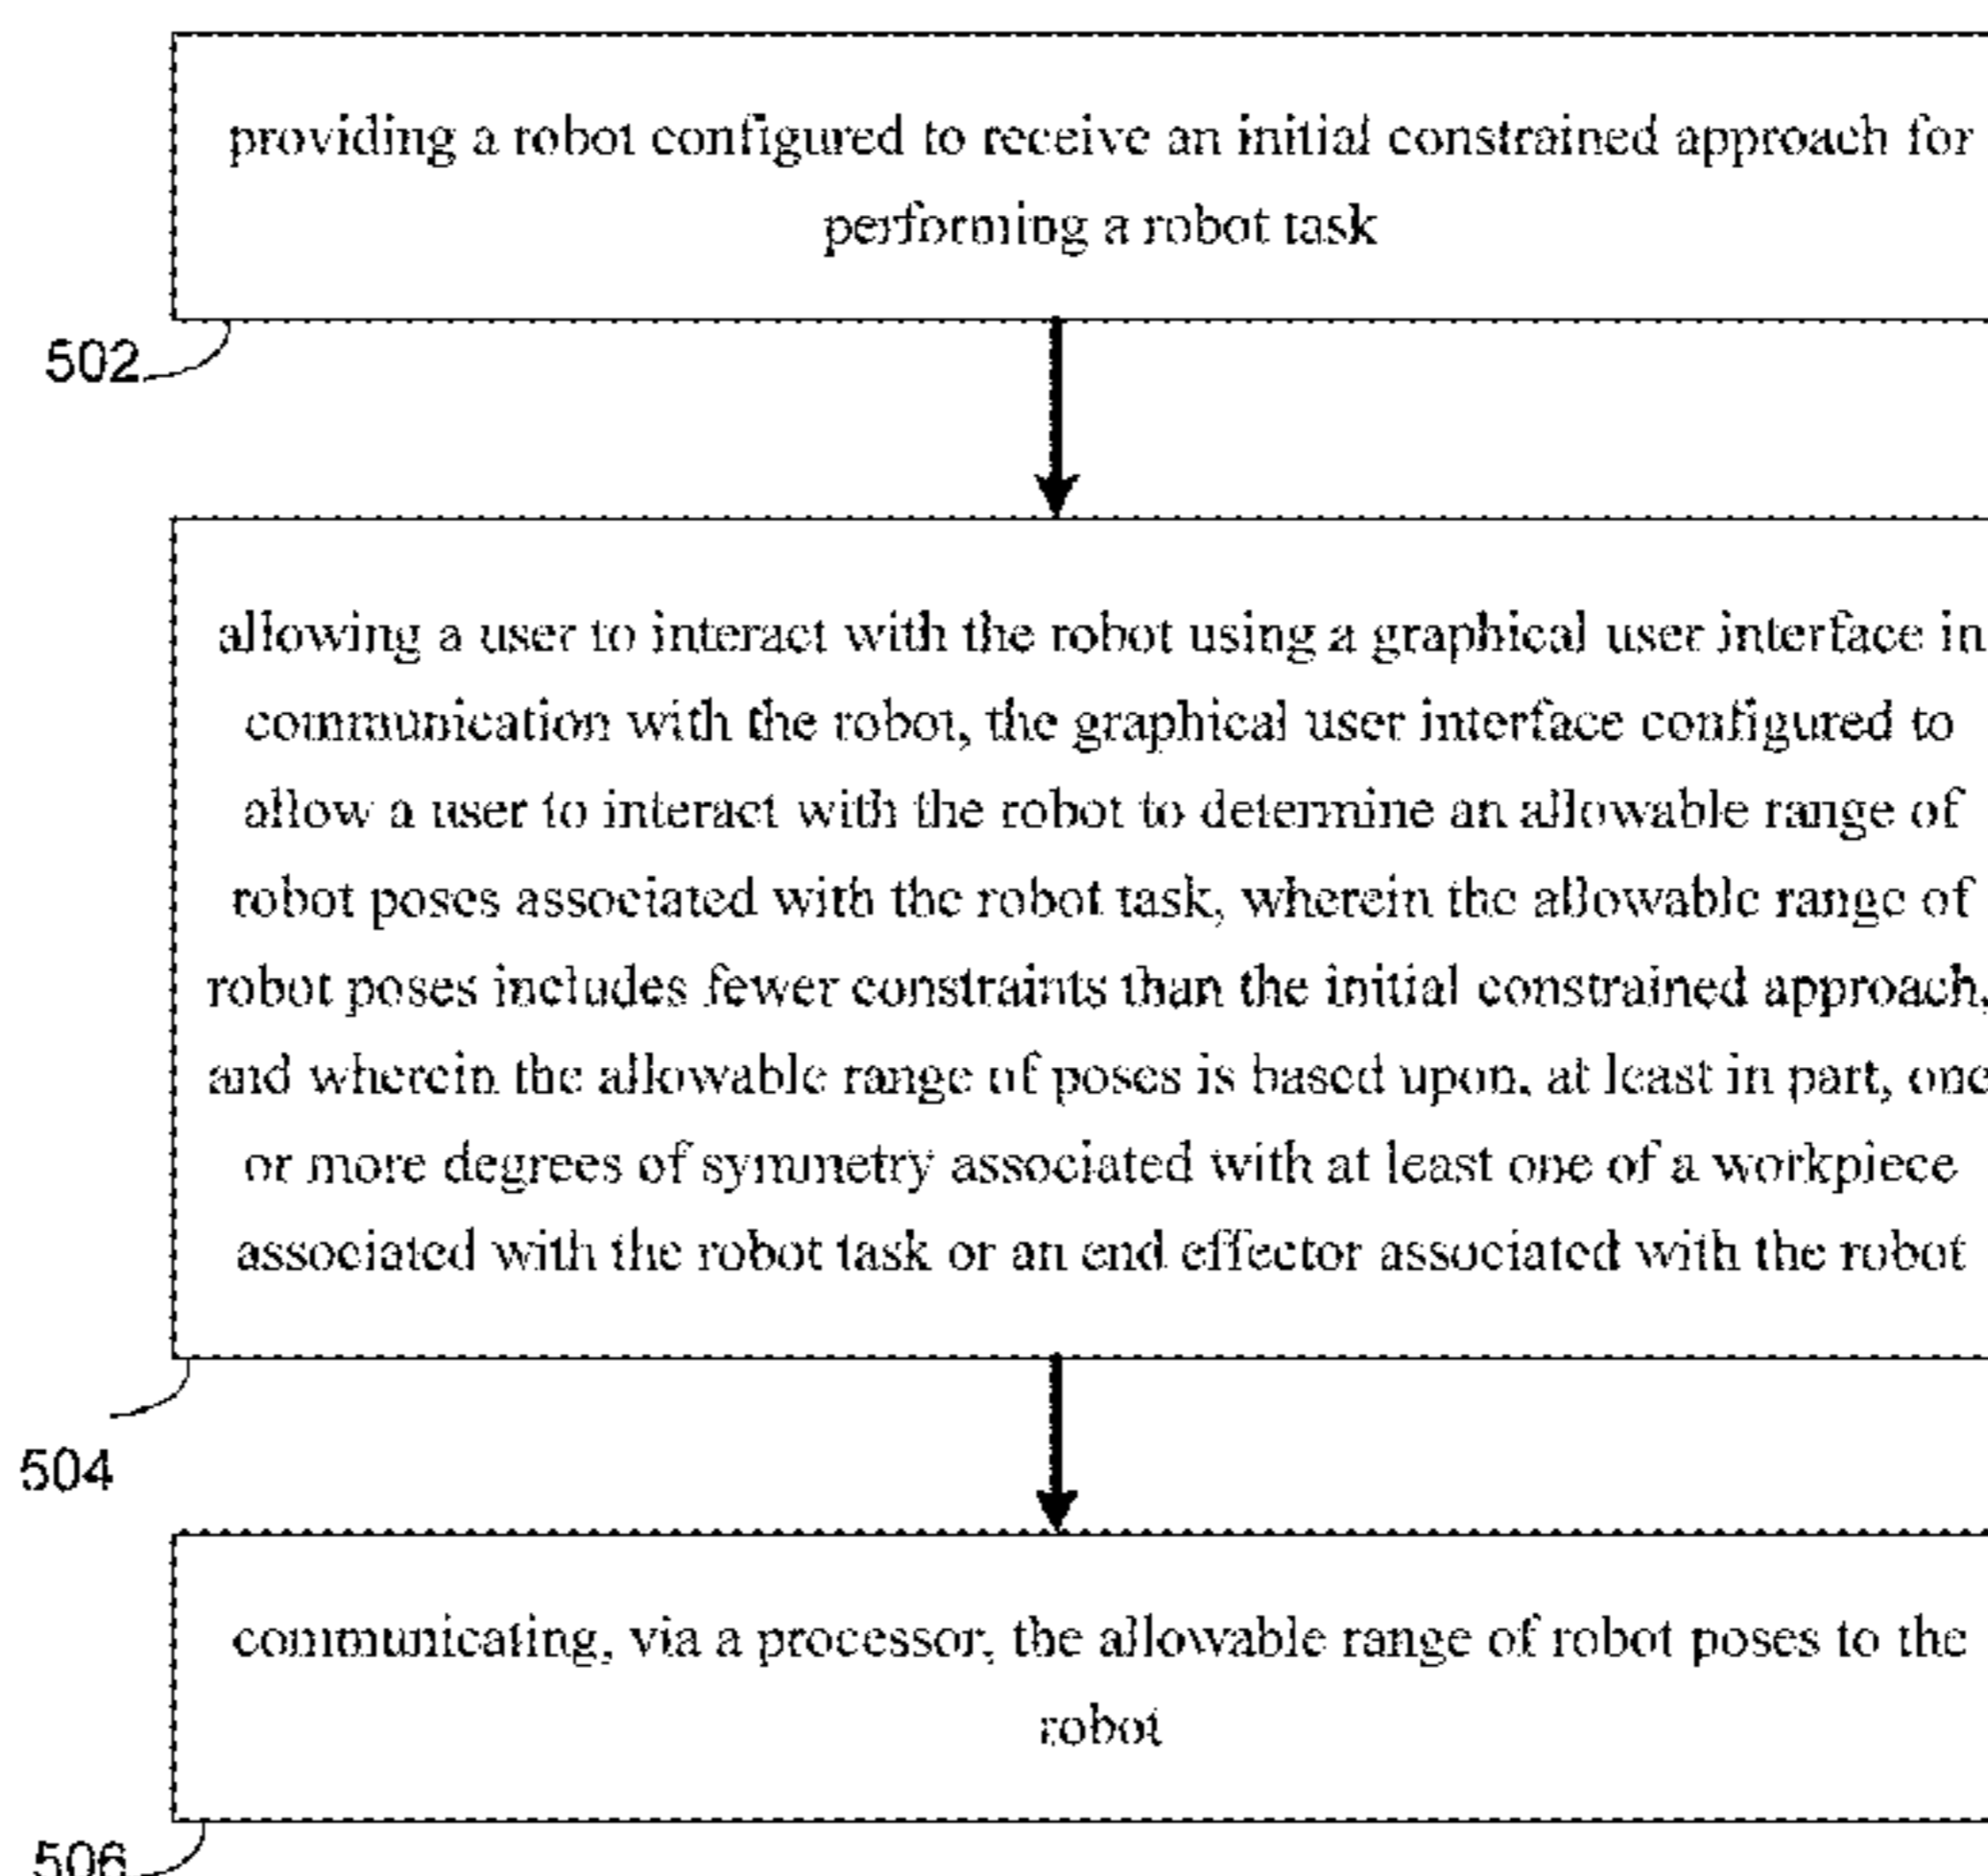 providing a robot configured to receive an initial constrained approach for
performing a robot task
502
allowing a user to interact with the robot using a graphical user interface in
communication with the robot, the graphical user interface configured to
allow a user to interact with the robot to determine an allowable range of
robot poses associated with the robot task, wherein the allowable range of
robot poses includes fewer constraints than the initial constrained approach,
and wherein the allowable range of poses is based upon, at least in part, one
or more degrees of symmetry associated with at least one of a workpiece
associated with the robot task or an end effector associated with the robot
504
communicating, via a processor, the allowable range of robot poses to the
robot
506